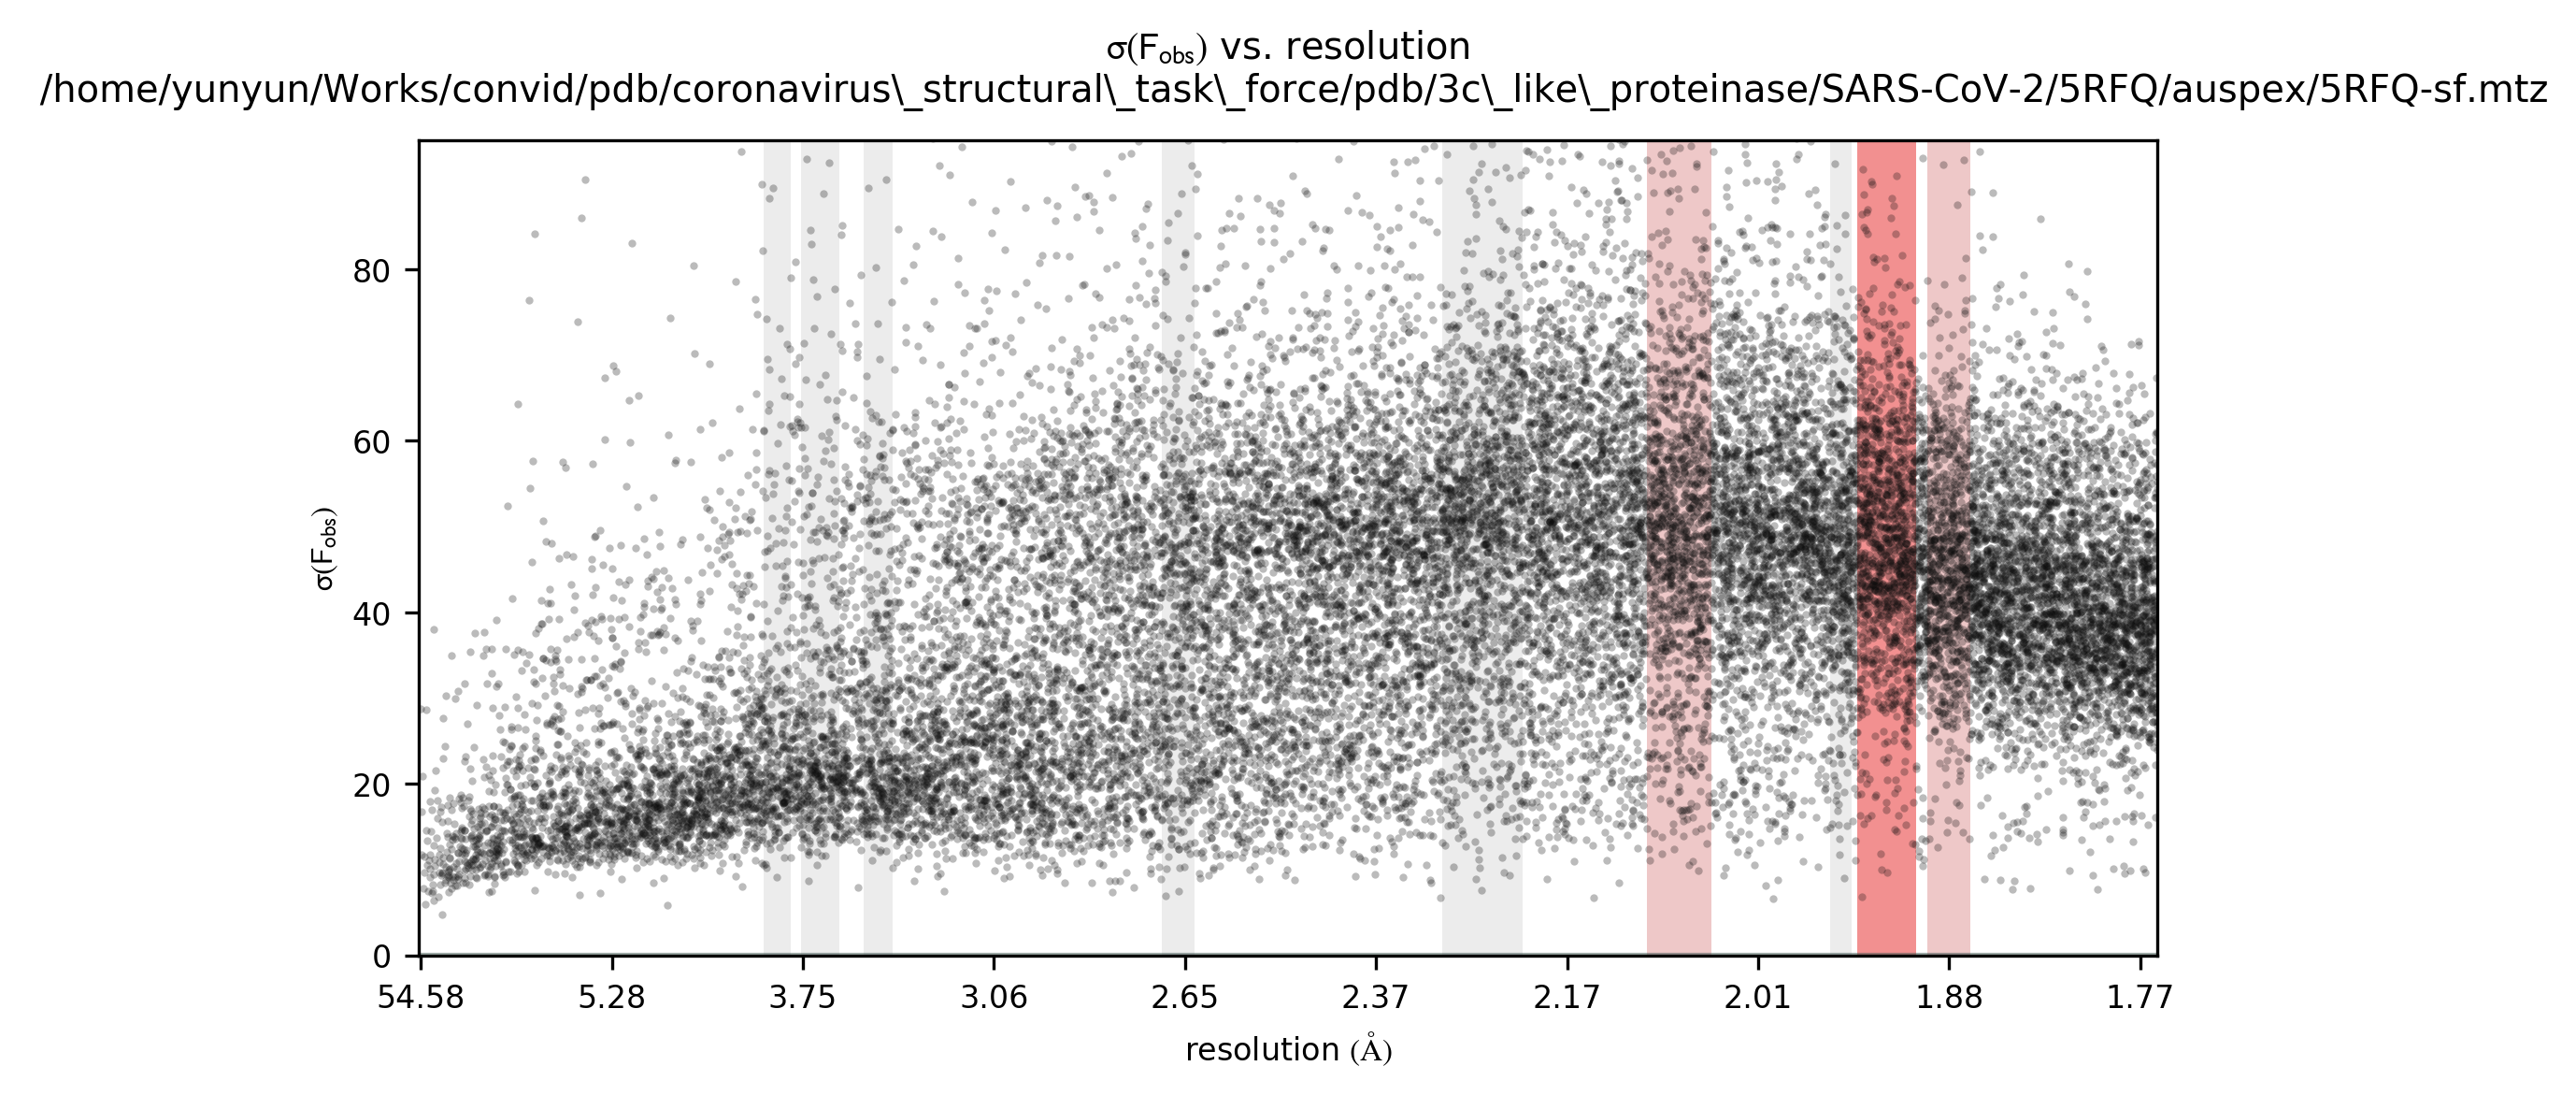 σ(Fobs) vs. resolution
/home/yunyun/Works/convid/pdb/coronavirus\_structural\_task\_force/pdb/3c\_like\_proteinase/SARS-CoV-2/5RFQ/auspex/5RFQ-sf.mtz
80
60
40
20
0
σ(Fobs)
54.58 5.28 3.75 3.06 2.65 2.37 2.17 2.01 1.88 1.77
resolution (Å)